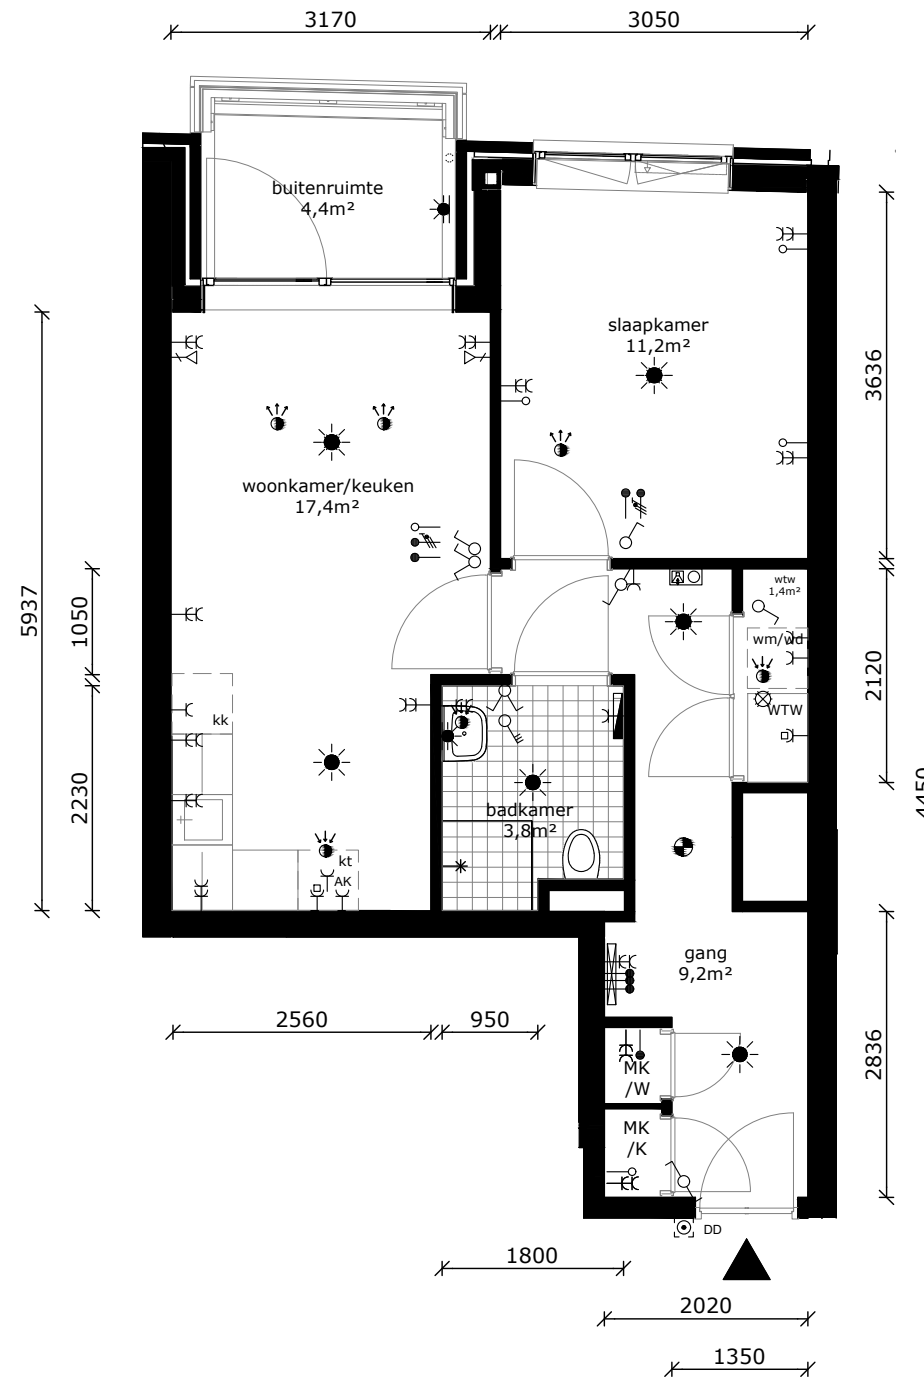 3170
3050
buitenruimte
4,4m²
slaapkamer
11,2m²
3636
woonkamer/keuken
17,4m²
5937
1050
wtw
1,4m²
wm/wd
2120
WTW
kk
2230
4450
badkamer
3,8m²
kt
AK
gang
9,2m²
2560
950
2836
MK
/W
MK
/K
DD
1800
2020
1350